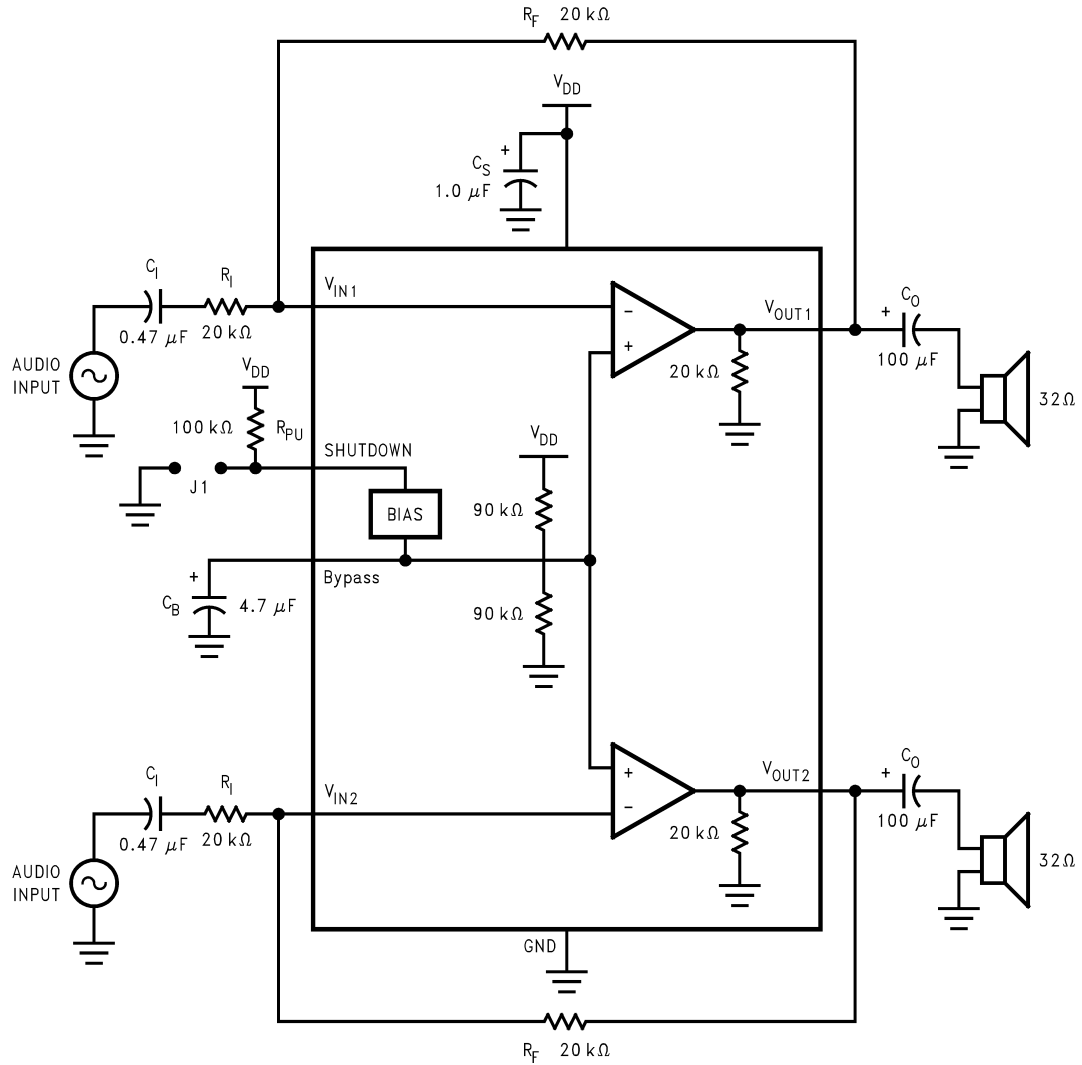 R_F 20 kΩ
V_DD
+
C_S
1.0 µF
C_I
R_I
V_IN1
0.47 µF
20 kΩ
AUDIO
INPUT
−
+
V_OUT1
20 kΩ
+
C_O
100 µF
32Ω
V_DD
100 kΩ
R_PU
SHUTDOWN
J1
BIAS
V_DD
90 kΩ
90 kΩ
+
C_B
4.7 µF
Bypass
C_I
R_I
V_IN2
0.47 µF
20 kΩ
AUDIO
INPUT
+
−
V_OUT2
20 kΩ
+
C_O
100 µF
32Ω
GND
R_F 20 kΩ